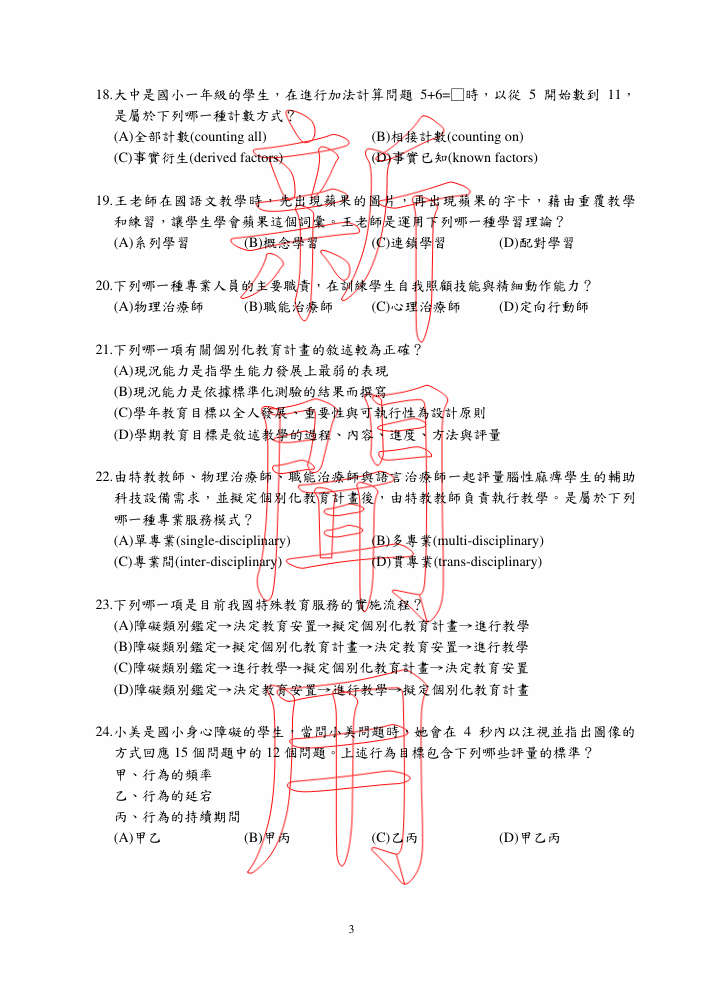 18.大中是國小一年級的學生，在進行加法計算問題 5+6=□時，以從 5 開始數到 11，
是屬於下列哪一種計數方式？
(A)全部計數(counting all) (B)相接計數(counting on)
(C)事實衍生(derived factors) (D)事實已知(known factors)
19.王老師在國語文教學時，先出現蘋果的圖片，再出現蘋果的字卡，藉由重覆教學
和練習，讓學生學會蘋果這個詞彙。王老師是運用下列哪一種學習理論？
(A)系列學習 (B)概念學習 (C)連鎖學習 (D)配對學習
20.下列哪一種專業人員的主要職責，在訓練學生自我照顧技能與精細動作能力？
(A)物理治療師 (B)職能治療師 (C)心理治療師 (D)定向行動師
21.下列哪一項有關個別化教育計畫的敘述較為正確？
(A)現況能力是指學生能力發展上最弱的表現
(B)現況能力是依據標準化測驗的結果而撰寫
(C)學年教育目標以全人發展、重要性與可執行性為設計原則
(D)學期教育目標是敘述教學的過程、內容、進度、方法與評量
22.由特教教師、物理治療師、職能治療師與語言治療師一起評量腦性麻痺學生的輔助
科技設備需求，並擬定個別化教育計畫後，由特教教師負責執行教學。是屬於下列
哪一種專業服務模式？
(A)單專業(single-disciplinary) (B)多專業(multi-disciplinary)
(C)專業間(inter-disciplinary) (D)貫專業(trans-disciplinary)
23.下列哪一項是目前我國特殊教育服務的實施流程？
(A)障礙類別鑑定→決定教育安置→擬定個別化教育計畫→進行教學
(B)障礙類別鑑定→擬定個別化教育計畫→決定教育安置→進行教學
(C)障礙類別鑑定→進行教學→擬定個別化教育計畫→決定教育安置
(D)障礙類別鑑定→決定教育安置→進行教學→擬定個別化教育計畫
24.小美是國小身心障礙的學生，當問小美問題時，她會在 4 秒內以注視並指出圖像的
方式回應 15 個問題中的 12 個問題。上述行為目標包含下列哪些評量的標準？
甲、行為的頻率
乙、行為的延宕
丙、行為的持續期間
(A)甲乙 (B)甲丙 (C)乙丙 (D)甲乙丙
新
聞
用
3